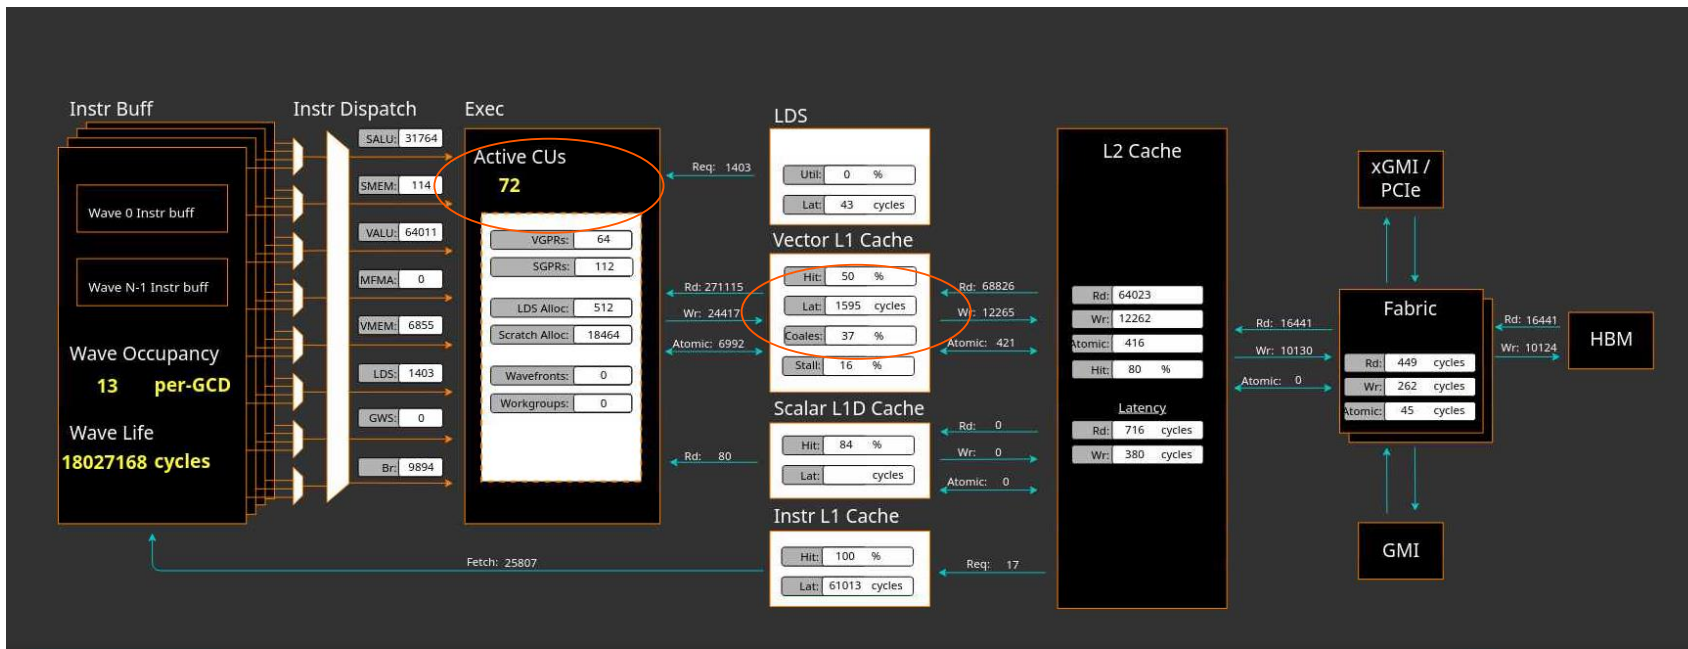 Instr Buff
Wave 0 Instr buff
Wave N-1 Instr buff
Wave Occupancy
13 per-GCD
Wave Life
18027168 cycles
Instr Dispatch
SALU: 31764
SMEM: 114
VALU: 64011
MFMA: 0
VMEM: 6855
LDS: 1403
GWS: 0
Br: 9894
Exec
Active CUs
72
VGPRs: 64
SGPRs: 112
LDS Alloc: 512
Scratch Alloc: 18464
Wavefronts: 0
Workgroups: 0
Req: 1403
Rd: 271115
Wr: 24417
Atomic: 6992
Rd: 80
Fetch: 25807
LDS
Util: 0 %
Lat: 43 cycles
Vector L1 Cache
Hit: 50 %
Lat: 1595 cycles
Coales: 37 %
Stall: 16 %
Scalar L1D Cache
Hit: 84 %
Lat: cycles
Instr L1 Cache
Hit: 100 %
Lat: 61013 cycles
Rd: 68826
Wr: 12265
Atomic: 421
Rd: 0
Wr: 0
Atomic: 0
Req: 17
L2 Cache
Rd: 64023
Wr: 12262
Atomic: 416
Hit: 80 %
Latency
Rd: 716 cycles
Wr: 380 cycles
Rd: 16441
Wr: 10130
Atomic: 0
xGMI /
PCIe
Fabric
Rd: 449 cycles
Wr: 262 cycles
Atomic: 45 cycles
GMI
Rd: 16441
Wr: 10124
HBM